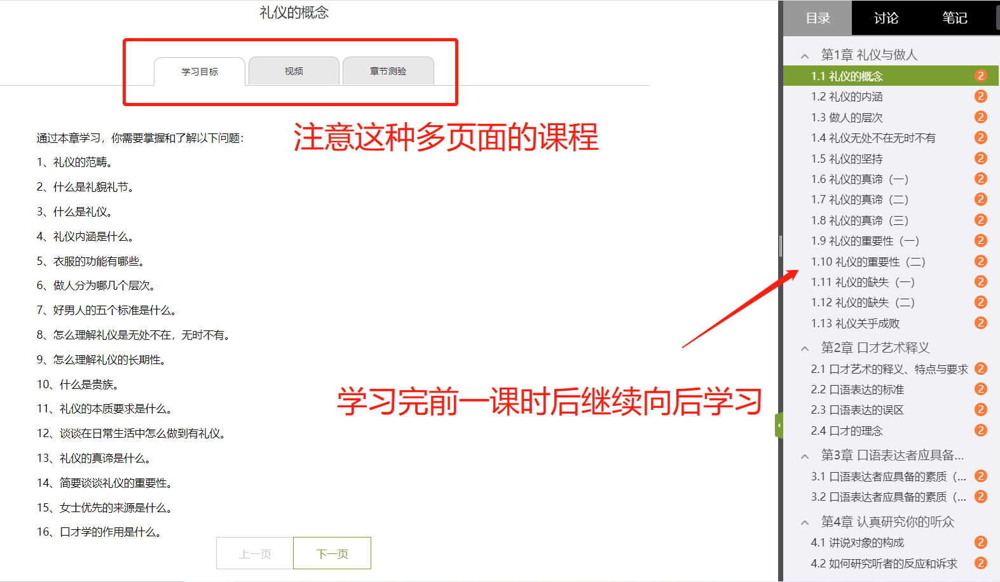 礼仪的概念
学习目标
视频
章节测验
注意这种多页面的课程
通过本章学习，你需要掌握和了解以下问题：
1、礼仪的范畴。
2、什么是礼貌礼节。
3、什么是礼仪。
4、礼仪内涵是什么。
5、衣服的功能有哪些。
6、做人分为哪几个层次。
7、好男人的五个标准是什么。
8、怎么理解礼仪是无处不在，无时不有。
9、怎么理解礼仪的长期性。
10、什么是贵族。
11、礼仪的本质要求是什么。
12、谈谈在日常生活中怎么做到有礼仪。
13、礼仪的真谛是什么。
14、简要谈谈礼仪的重要性。
15、女士优先的来源是什么。
16、口才学的作用是什么。
学习完前一课时后继续向后学习
上一页
下一页
目录
讨论
笔记
第1章 礼仪与做人
1.1 礼仪的概念 2
1.2 礼仪的内涵 2
1.3 做人的层次 2
1.4 礼仪无处不在无时不有 2
1.5 礼仪的坚持 2
1.6 礼仪的真谛（一） 2
1.7 礼仪的真谛（二） 2
1.8 礼仪的真谛（三） 2
1.9 礼仪的重要性（一） 2
1.10 礼仪的重要性（二） 2
1.11 礼仪的缺失（一） 2
1.12 礼仪的缺失（二） 2
1.13 礼仪关乎成败 2
第2章 口才艺术释义
2.1 口才艺术的释义、特点与要求 2
2.2 口语表达的标准 2
2.3 口语表达的误区 2
2.4 口才的理念 2
第3章 口语表达者应具备...
3.1 口语表达者应具备的素质（... 2
3.2 口语表达者应具备的素质（... 2
第4章 认真研究你的听众
4.1 讲说对象的构成 2
4.2 如何研究听者的反应和诉求 2